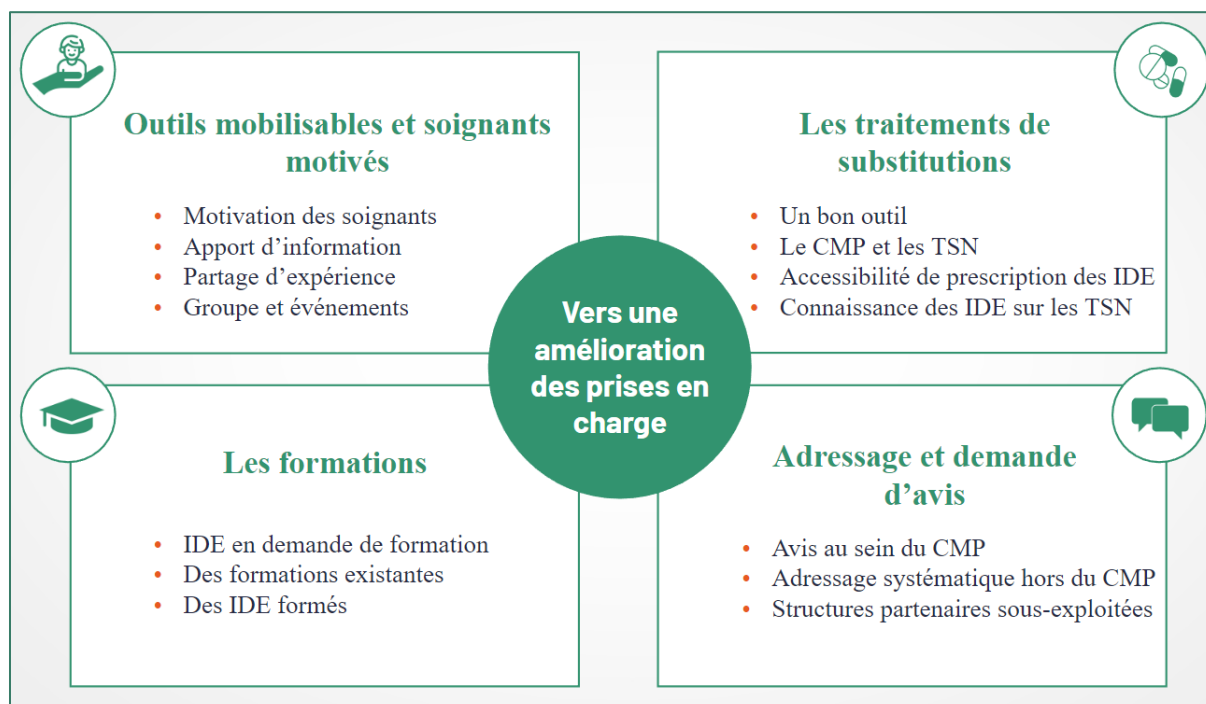 Outils mobilisables et soignants
motivés
• Motivation des soignants
• Apport d'information
• Partage d'expérience
• Groupe et événements
Les traitements de
substitutions
• Un bon outil
• Le CMP et les TSN
• Accessibilité de prescription des IDE
• Connaissance des IDE sur les TSN
Vers une
amélioration
des prises en
charge
Les formations
• IDE en demande de formation
• Des formations existantes
• Des IDE formés
Adressage et demande
d'avis
• Avis au sein du CMP
• Adressage systématique hors du CMP
• Structures partenaires sous-exploitées